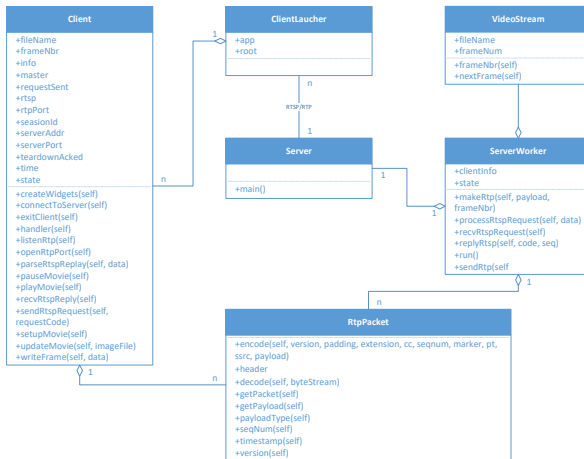 Client
+fileName
+frameNbr
+info
+master
+requestSent
+rtsp
+rtpPort
+seasionId
+serverAddr
+serverPort
+teardownAcked
+time
+state
+createWidgets(self)
+connectToServer(self)
+exitClient(self)
+handler(self)
+listenRtp(self)
+openRtpPort(self)
+parseRtspReplay(self, data)
+pauseMovie(self)
+playMovie(self)
+recvRtspReply(self)
+sendRtspRequest(self,
requestCode)
+setupMovie(self)
+updateMovie(self, imageFile)
+writeFrame(self, data)
1
n
1
n
ClientLaucher
+app
+root
n
RTSP/RTP
1
Server
+main()
1
1
VideoStream
+fileName
+frameNum
+frameNbr(self)
+nextFrame(self)
ServerWorker
+clientInfo
+state
+makeRtp(self, payload,
frameNbr)
+processRtspRequest(self, data)
+recvRtspRequest(self)
+replyRtsp(self, code, seq)
+run()
+sendRtp(self
1
n
RtpPacket
+encode(self, version, padding, extension, cc, seqnum, marker, pt,
ssrc, payload)
+header
+decode(self, byteStream)
+getPacket(self)
+getPayload(self)
+payloadType(self)
+seqNum(self)
+timestamp(self)
+version(self)